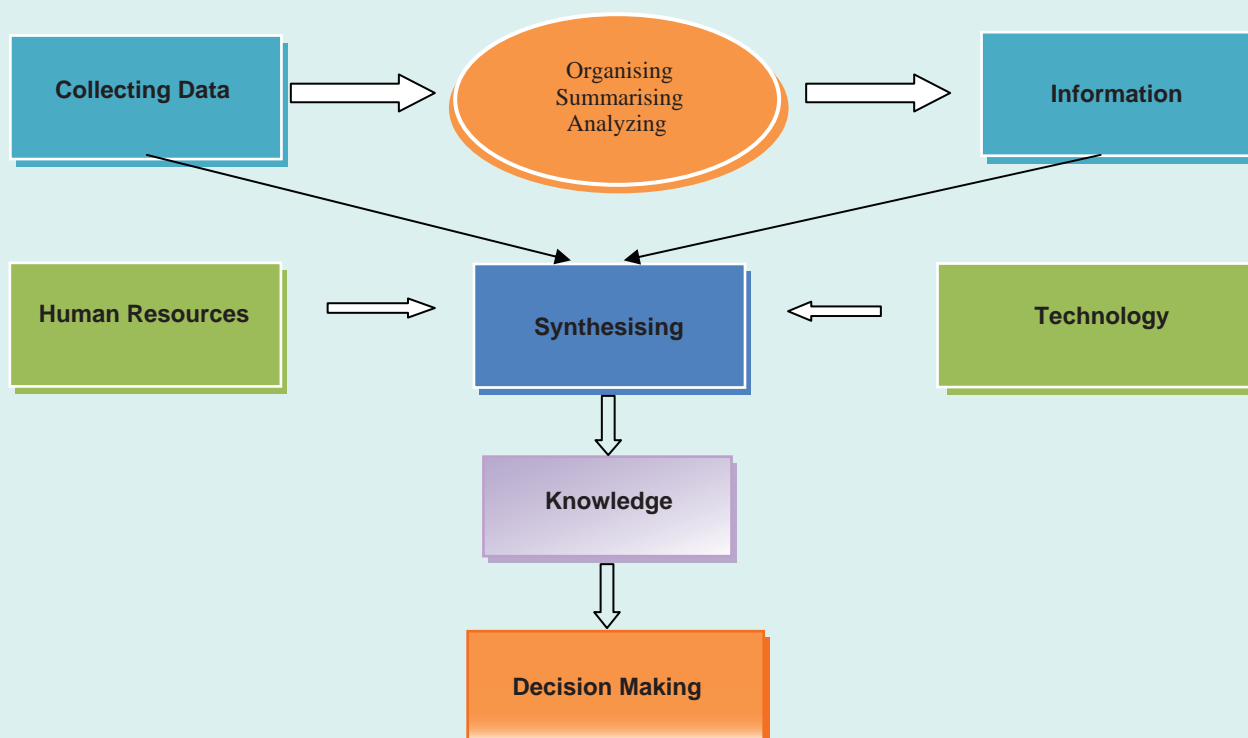 Collecting Data
Organising
Summarising
Analyzing
Information
Human Resources
Synthesising
Technology
Knowledge
Decision Making